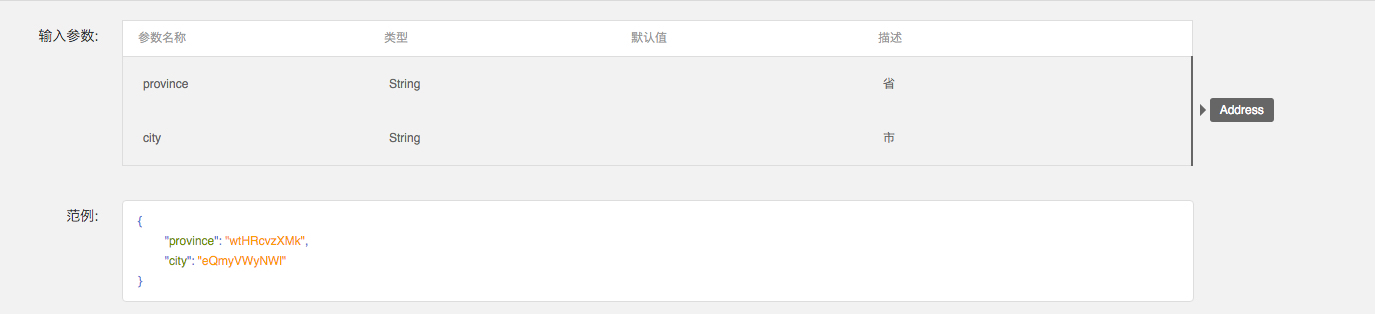 输入参数: 参数名称 类型 默认值 描述
province String 省
Address
city String 市
范例: {
"province": "wtHRcvzXMk",
"city": "eQmyVWyNWl"
}